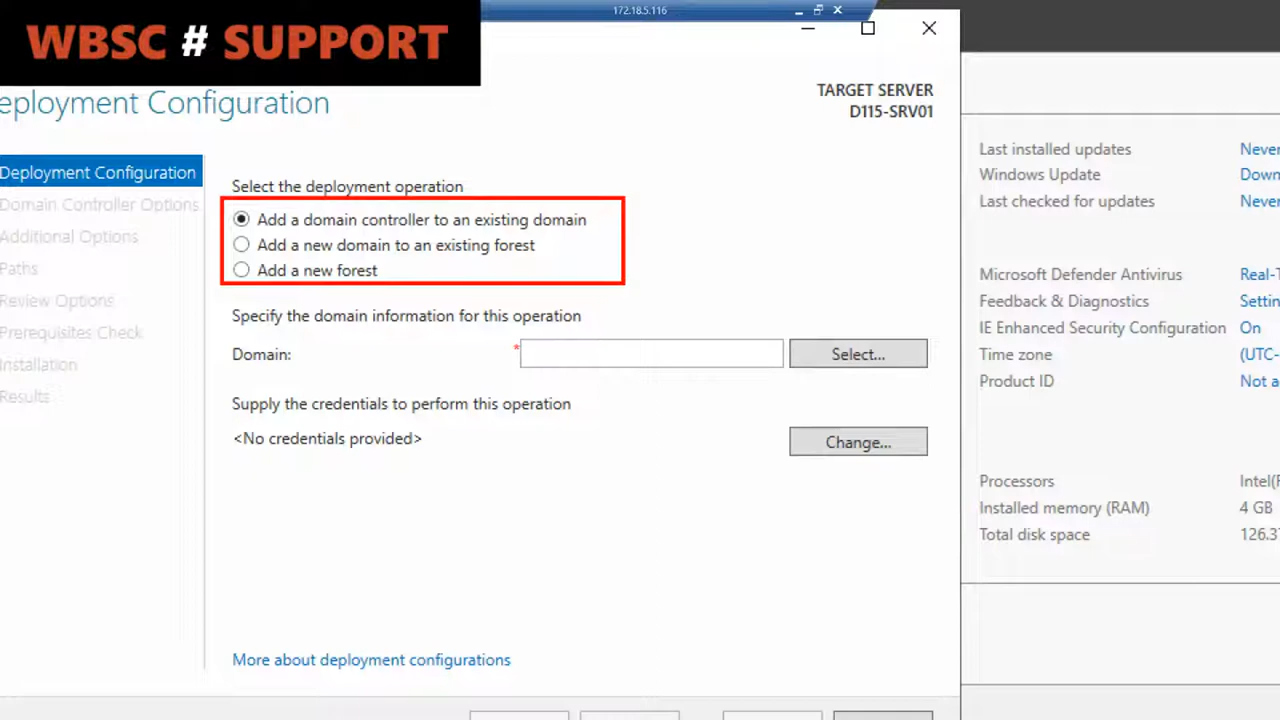 WBSC # SUPPORT
172.18.5.116
eployment Configuration
TARGET SERVER
D115-SRV01
Deployment Configuration
Domain Controller Options
Additional Options
Paths
Review Options
Prerequisites Check
Installation
Results
Select the deployment operation
Add a domain controller to an existing domain
Add a new domain to an existing forest
Add a new forest
Specify the domain information for this operation
Domain:
*
Select...
Supply the credentials to perform this operation
<No credentials provided>
Change...
More about deployment configurations
Last installed updates Never
Windows Update Down
Last checked for updates Never
Microsoft Defender Antivirus Real-T
Feedback & Diagnostics Settin
IE Enhanced Security Configuration On
Time zone (UTC-
Product ID Not a
Processors Intel(R
Installed memory (RAM) 4 GB
Total disk space 126.37